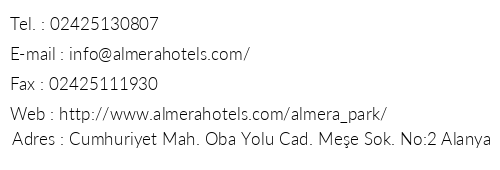 Tel. : 02425130807
E-mail : info@almerahotels.com/
Fax : 02425111930
Web : http://www.almerahotels.com/almera_park/
Adres : Cumhuriyet Mah. Oba Yolu Cad. Meşe Sok. No:2 Alanya